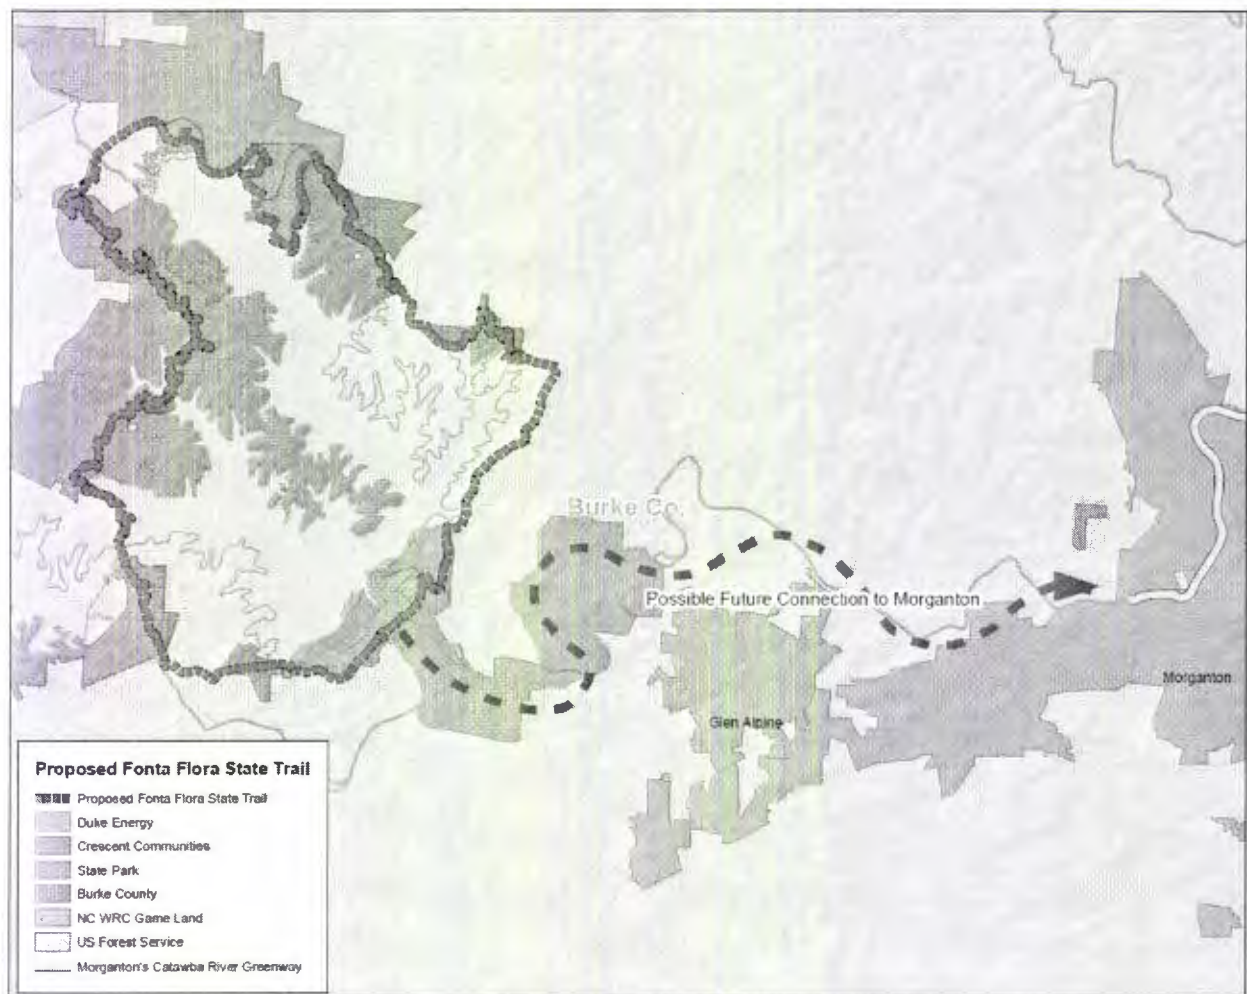 Burke Co.
Possible Future Connection to Morganton
Morganton
Glen Alpine
Proposed Fonta Flora State Trail
Proposed Fonta Flora State Trail
Duke Energy
Crescent Communities
State Park
Burke County
NC WRC Game Land
US Forest Service
Morganton's Catawba River Greenway